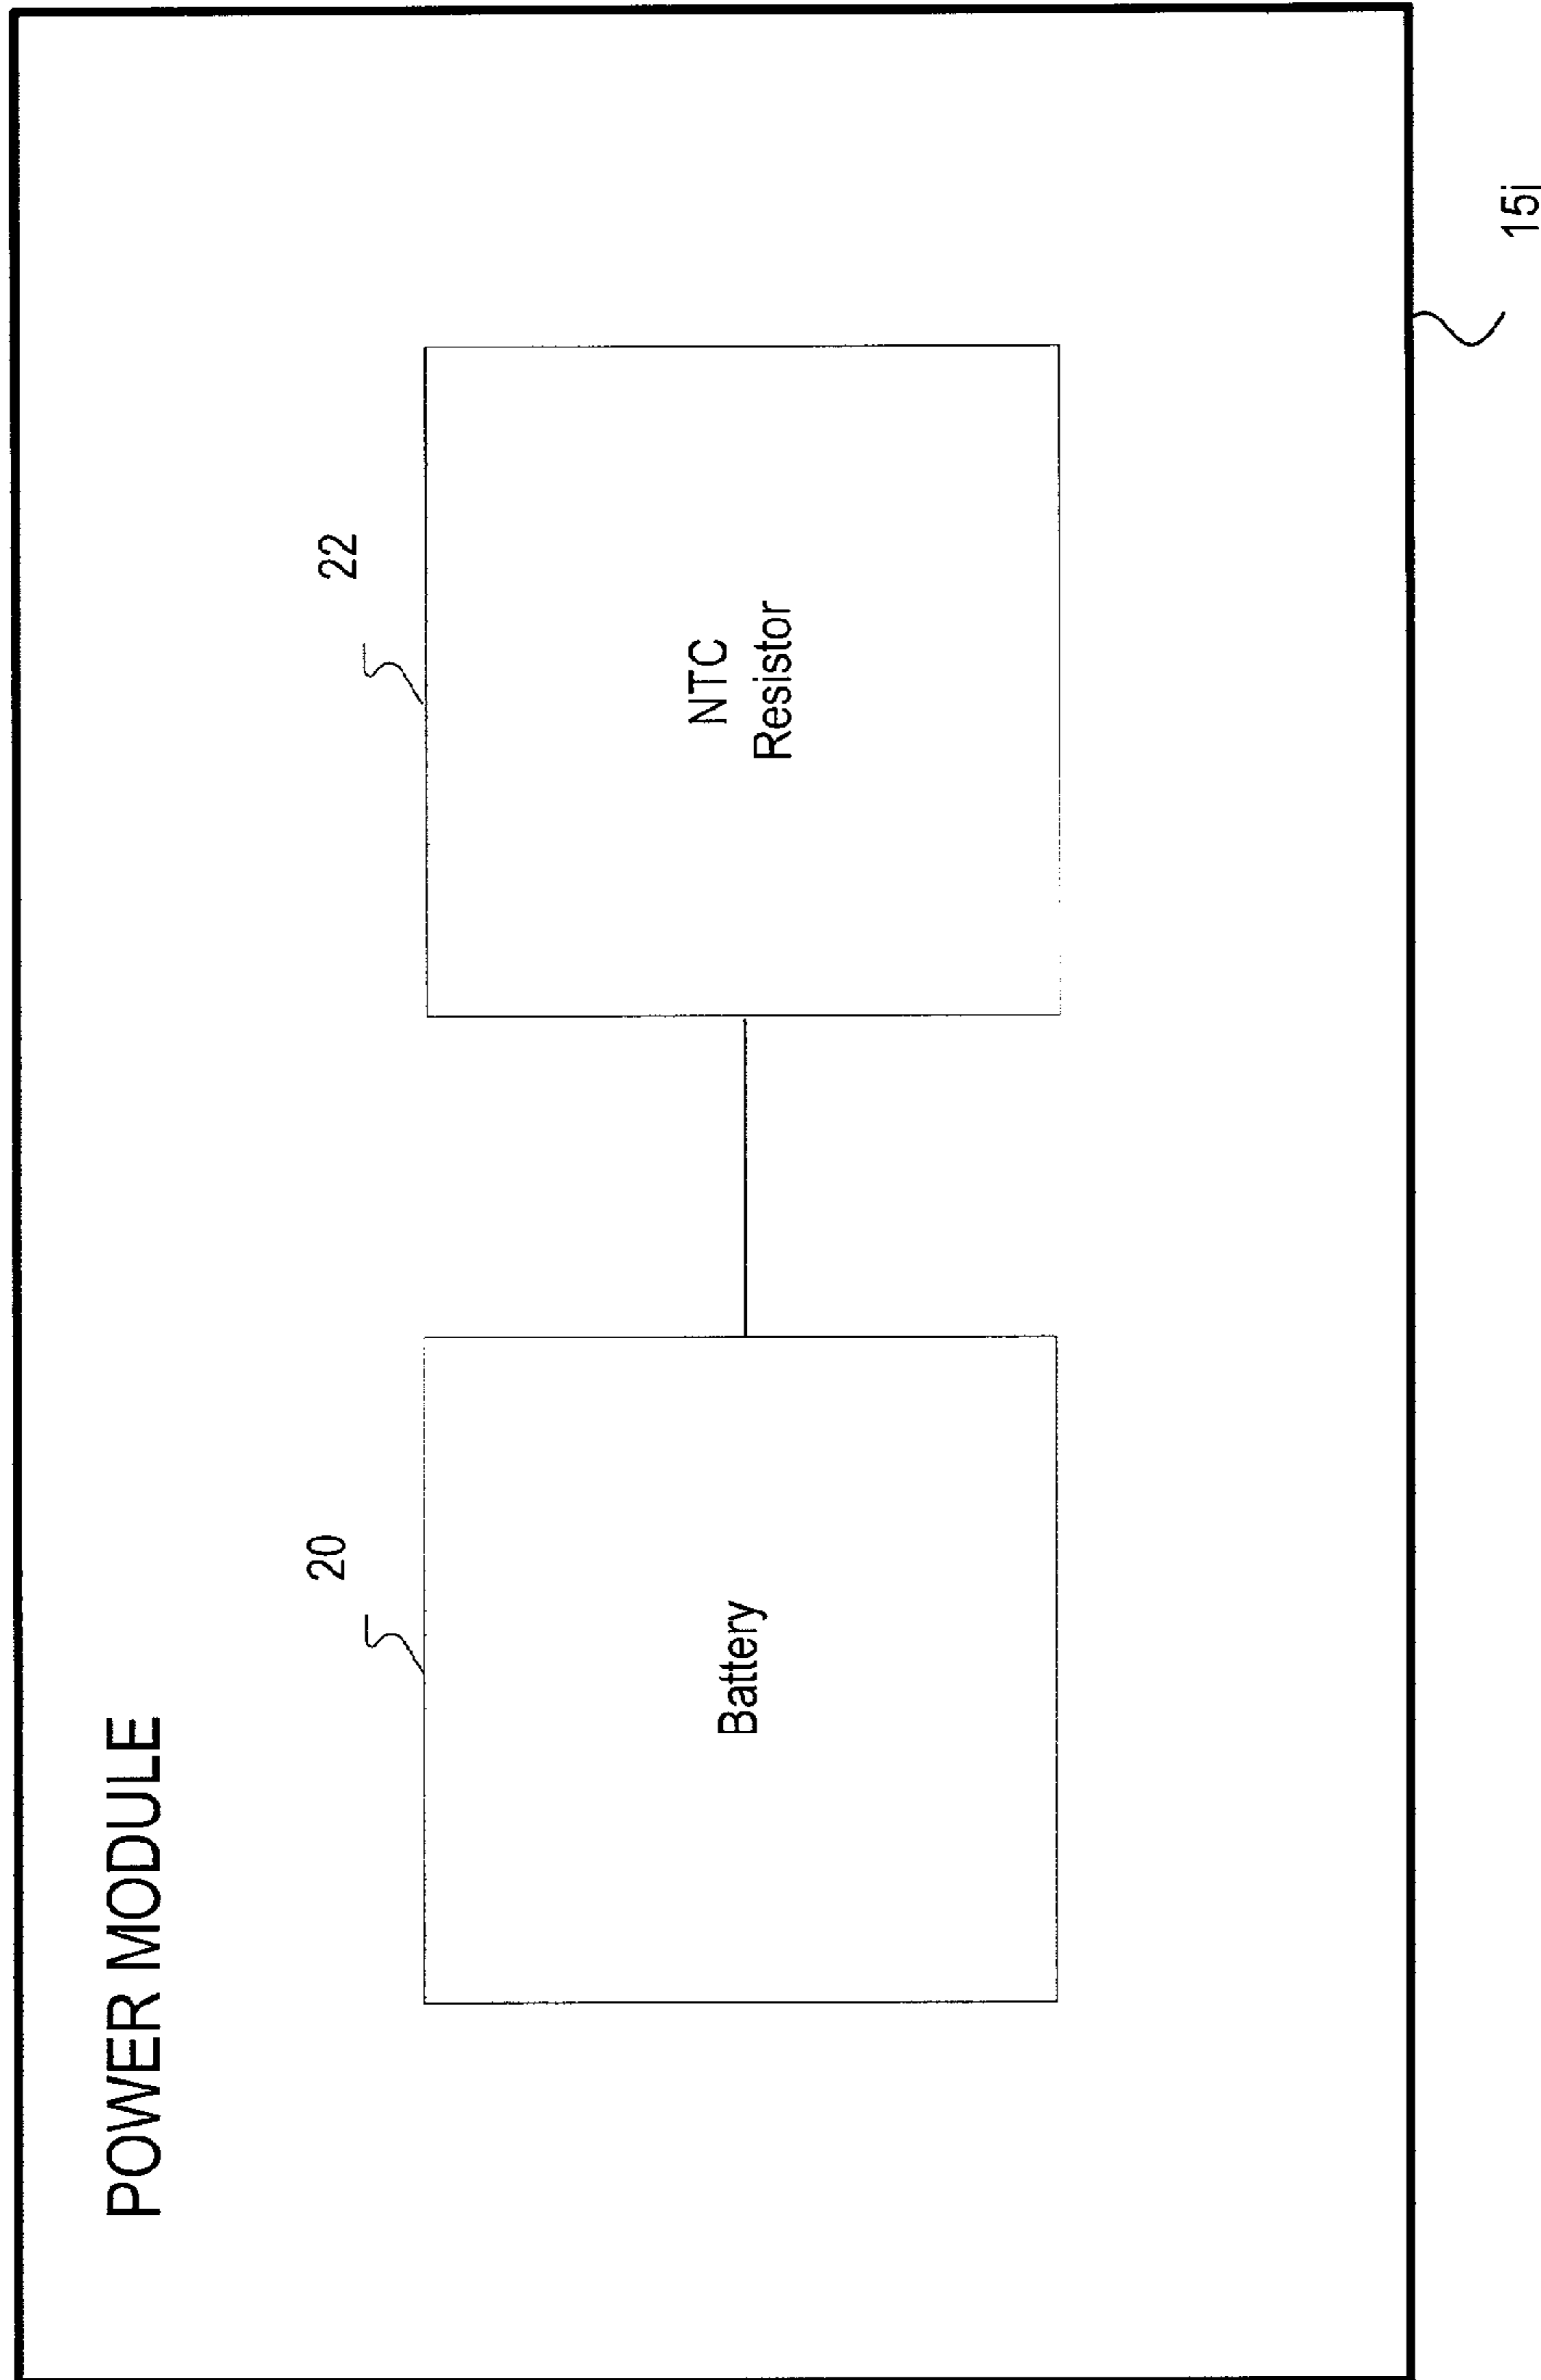 POWER MODULE
20
22
Battery
NTC
Resistor
15i